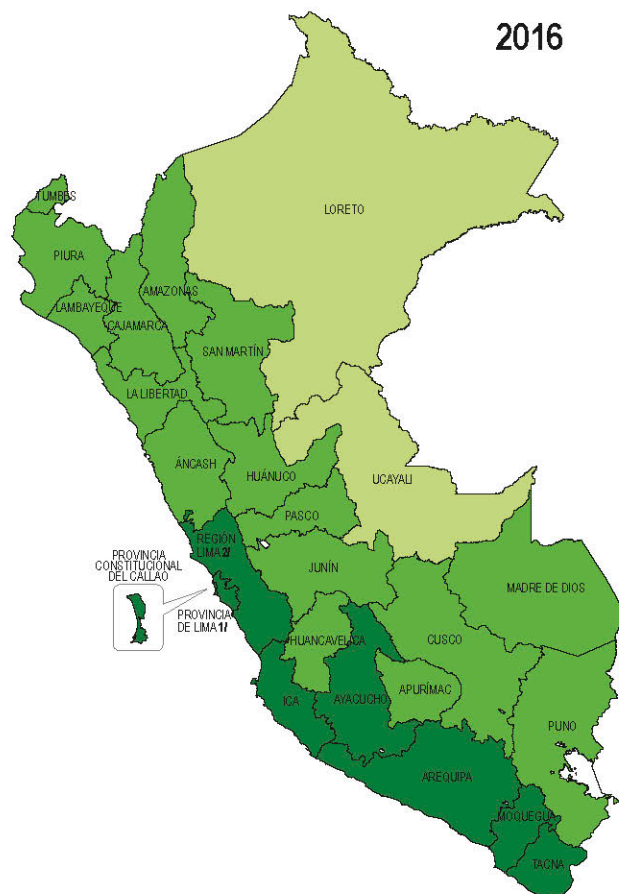 2016
LORETO
TUMBES
PIURA
LAMBAYEQUE
CAJAMARCA
AMAZONAS
SAN MARTÍN
LA LIBERTAD
ÁNCASH
HUÁNUCO
UCAYALI
PASCO
REGIÓN
LIMA 2/
PROVINCIA
CONSTITUCIONAL
DEL CALLAO
JUNÍN
MADRE DE DIOS
PROVINCIA
DE LIMA 1/
HUANCAVELICA
CUSCO
ICA
AYACUCHO
APURÍMAC
PUNO
AREQUIPA
MOQUEGUA
TACNA